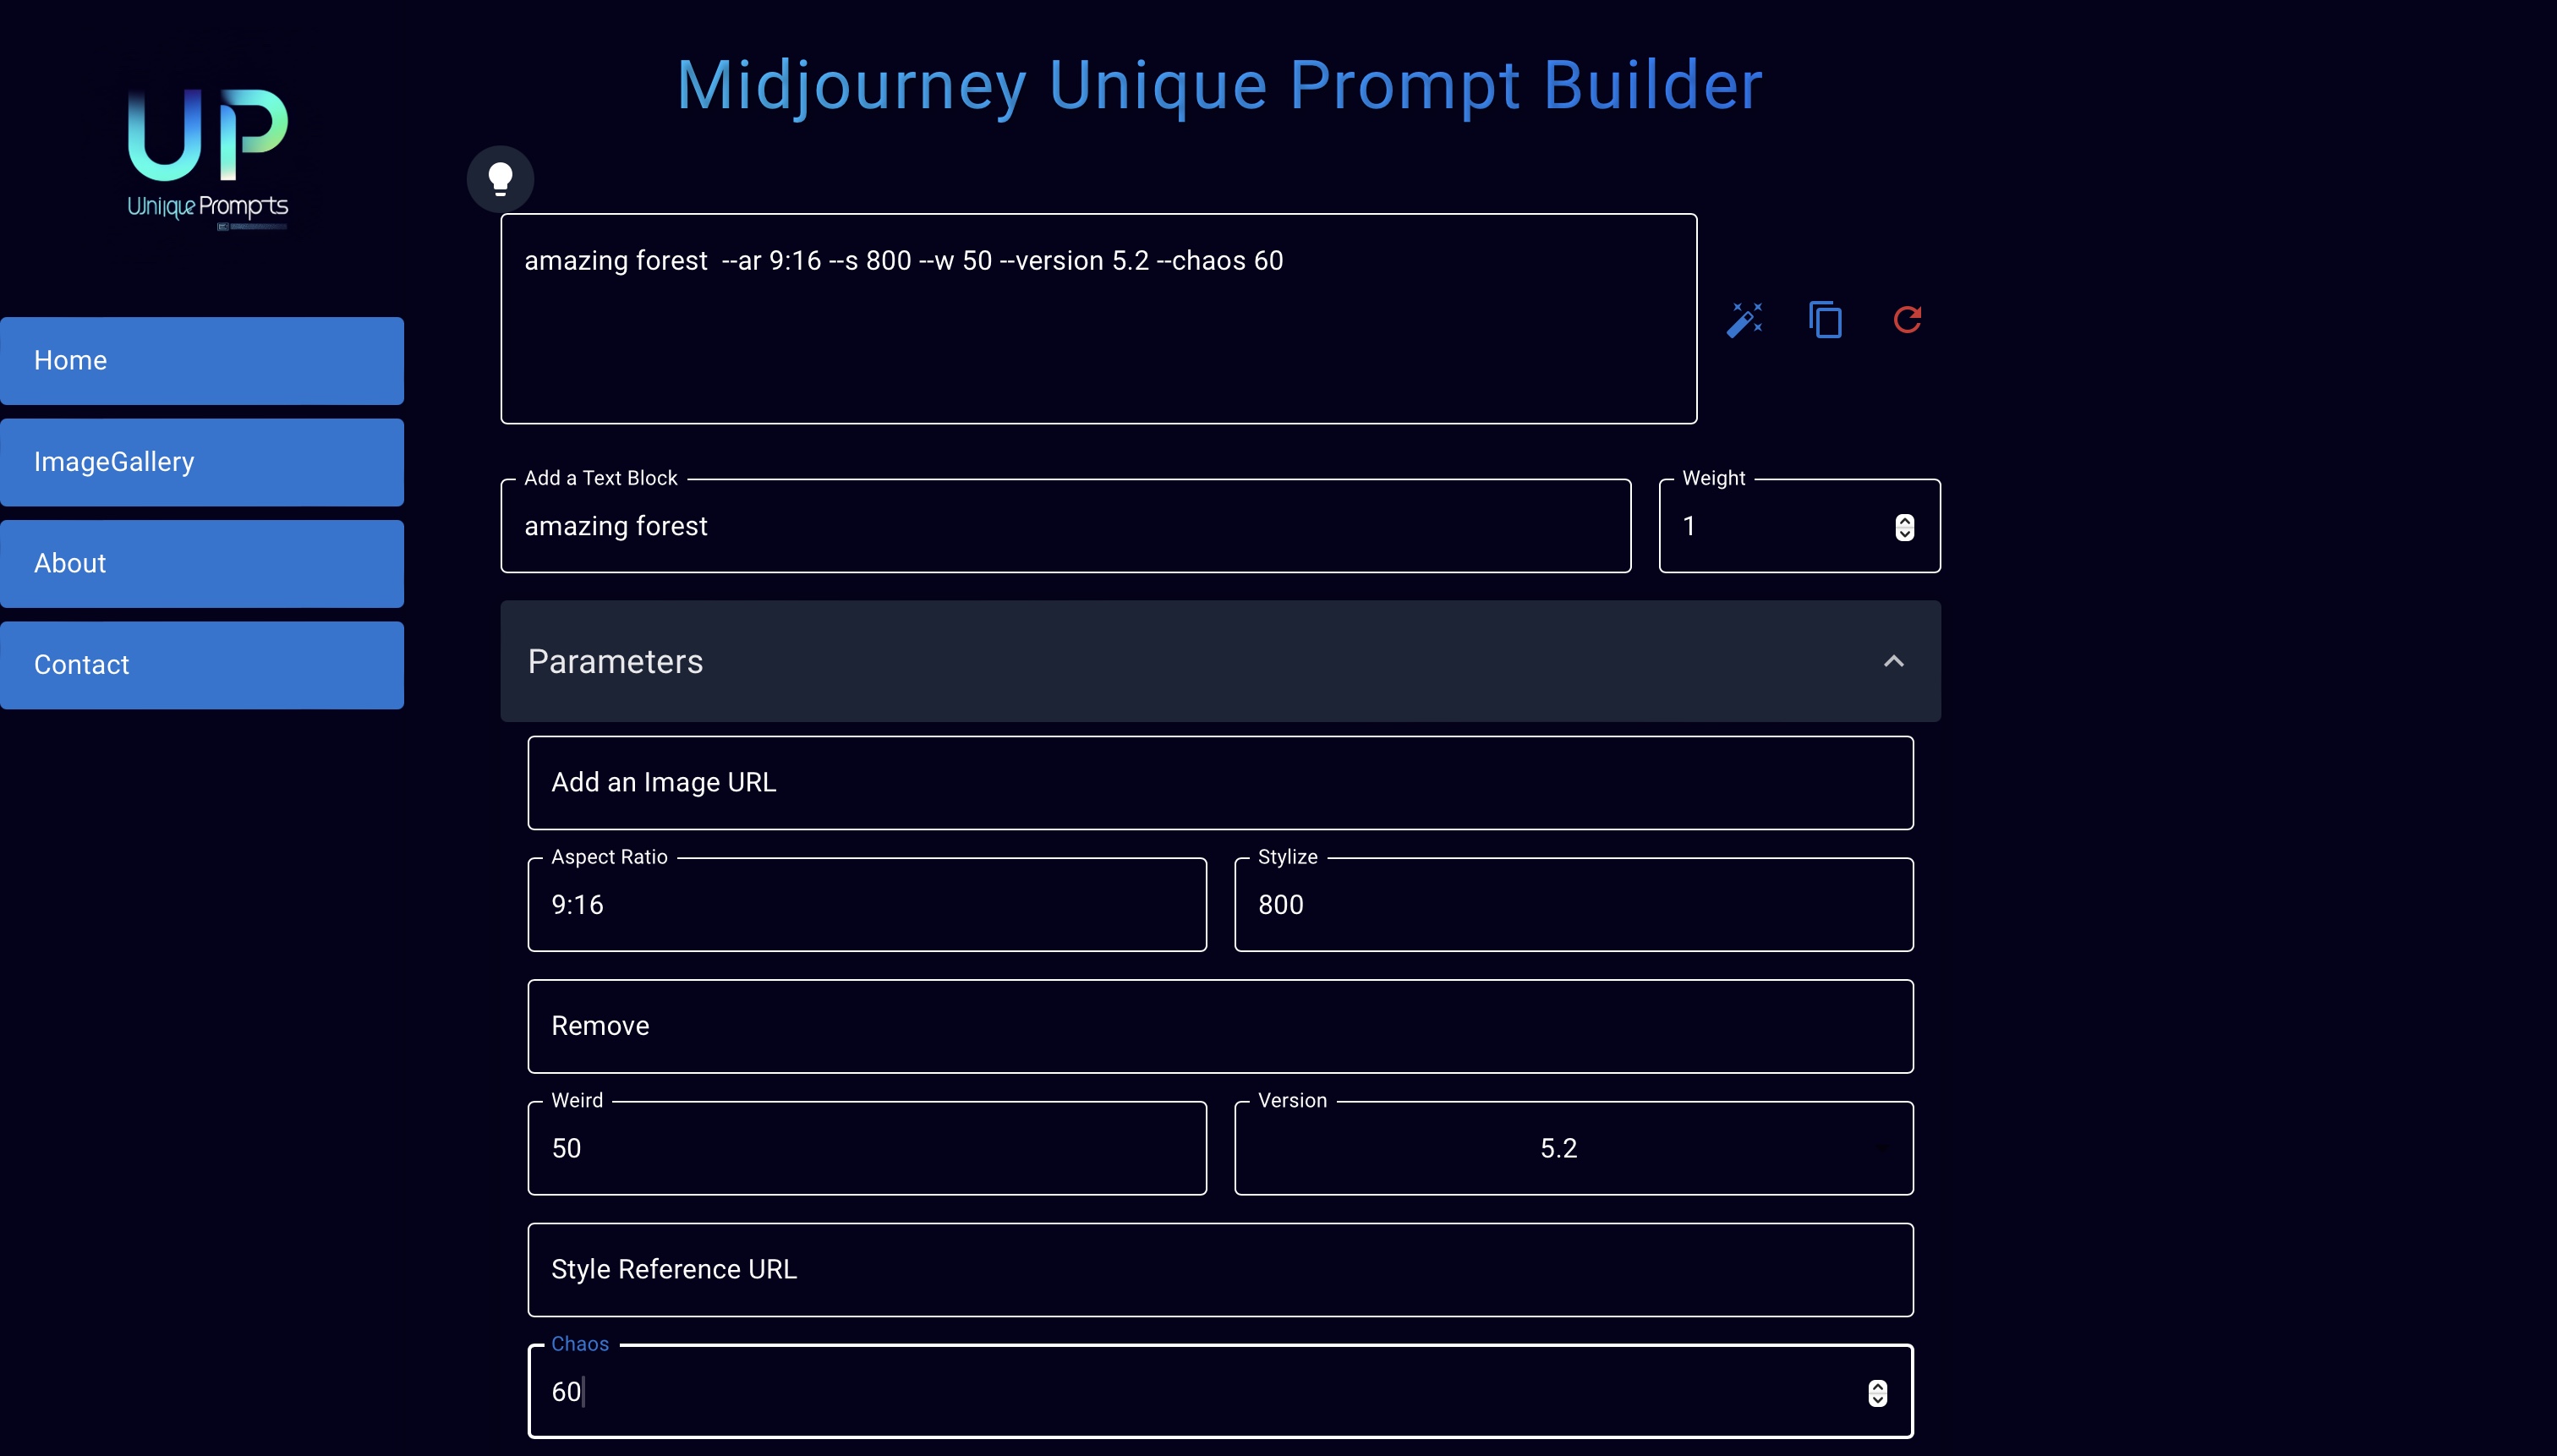 Midjourney Unique Prompt Builder
UP
Unique Prompts
amazing forest  --ar 9:16 --s 800 --w 50 --version 5.2 --chaos 60
Home
ImageGallery
About
Contact
Add a Text Block
amazing forest
Weight
1
Parameters
Add an Image URL
Aspect Ratio
9:16
Stylize
800
Remove
Weird
50
Version
5.2
Style Reference URL
Chaos
60